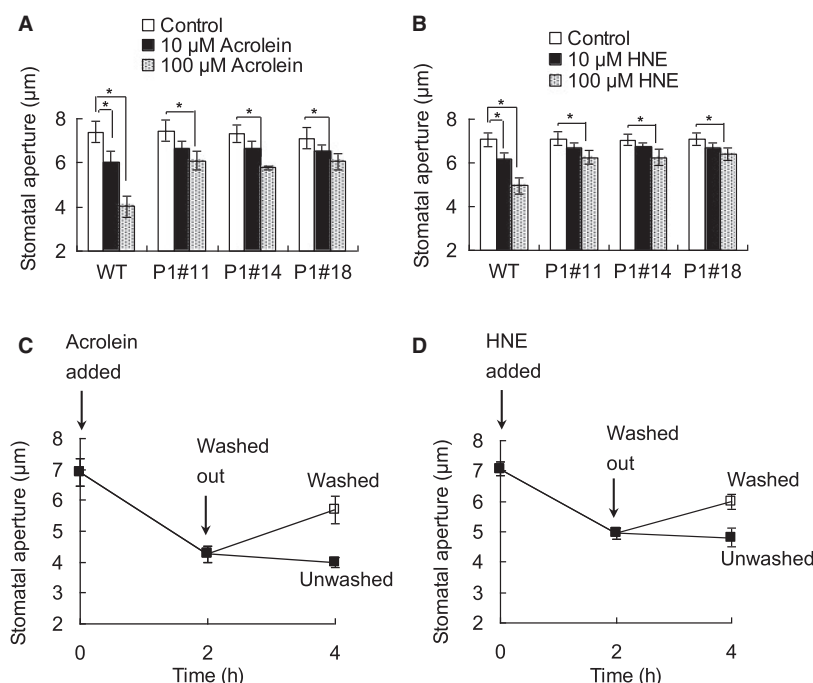 A
Control
10 µM Acrolein
100 µM Acrolein
Stomatal aperture (µm)
8
6
4
2
* * * * *
WT P1#11 P1#14 P1#18
B
Control
10 µM HNE
100 µM HNE
Stomatal aperture (µm)
8
6
4
2
* * * * *
WT P1#11 P1#14 P1#18
C
Acrolein
added
Washed
out
Washed
Unwashed
Stomatal aperture (µm)
8
7
6
5
4
3
2
0 2 4
Time (h)
D
HNE
added
Washed
out
Washed
Unwashed
Stomatal aperture (µm)
8
7
6
5
4
3
2
0 2 4
Time (h)